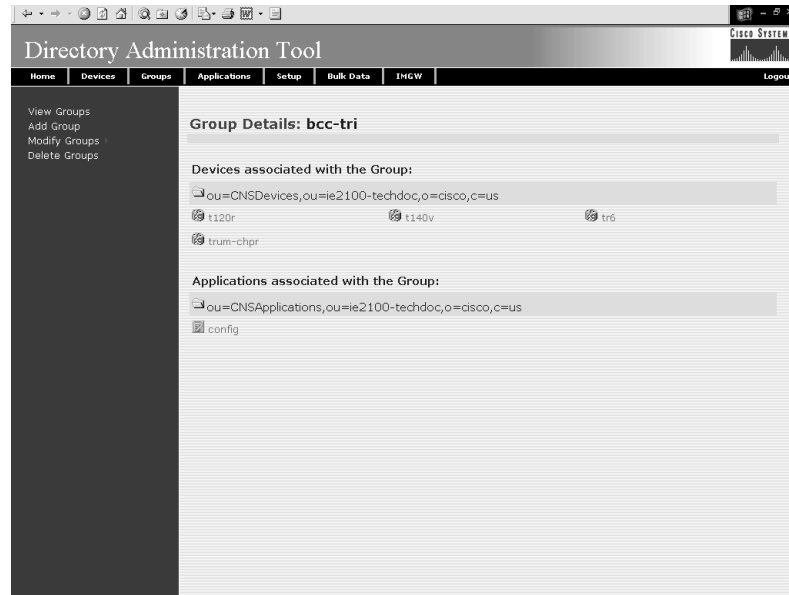 CISCO SYSTEM
Directory Administration Tool
Home Devices Groups Applications Setup Bulk Data IMGW Logou
View Groups
Add Group
Modify Groups
Delete Groups
Group Details: bcc-tri
Devices associated with the Group:
ou=CNSDevices,ou=ie2100-techdoc,o=cisco,c=us
t120r t140v tr6
trum-chpr
Applications associated with the Group:
ou=CNSApplications,ou=ie2100-techdoc,o=cisco,c=us
config